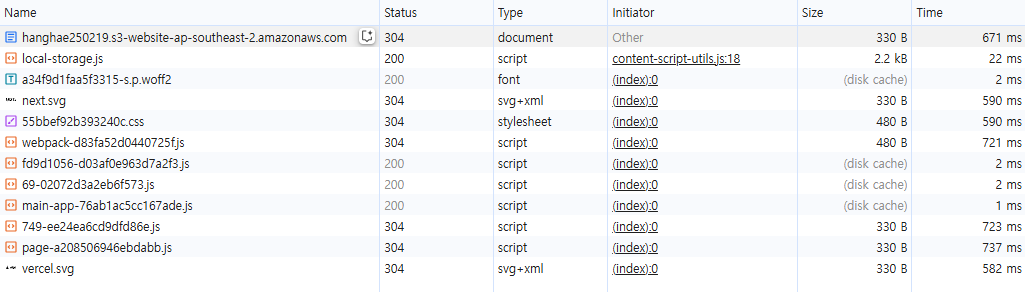 Name Status Type Initiator Size Time
hanghae250219.s3-website-ap-southeast-2.amazonaws.com 304 document Other 330 B 671 ms
local-storage.js 200 script content-script-utils.js:18 2.2 kB 22 ms
a34f9d1faa5f3315-s.p.woff2 200 font (index):0 (disk cache) 2 ms
next.svg 304 svg+xml (index):0 330 B 590 ms
55bbef92b393240c.css 304 stylesheet (index):0 480 B 590 ms
webpack-d83fa52d0440725f.js 304 script (index):0 480 B 721 ms
fd9d1056-d03af0e963d7a2f3.js 200 script (index):0 (disk cache) 2 ms
69-02072d3a2eb6f573.js 200 script (index):0 (disk cache) 2 ms
main-app-76ab1ac5cc167ade.js 200 script (index):0 (disk cache) 1 ms
749-ee24ea6cd9dfd86e.js 304 script (index):0 330 B 723 ms
page-a208506946ebdabb.js 304 script (index):0 330 B 737 ms
vercel.svg 304 svg+xml (index):0 330 B 582 ms